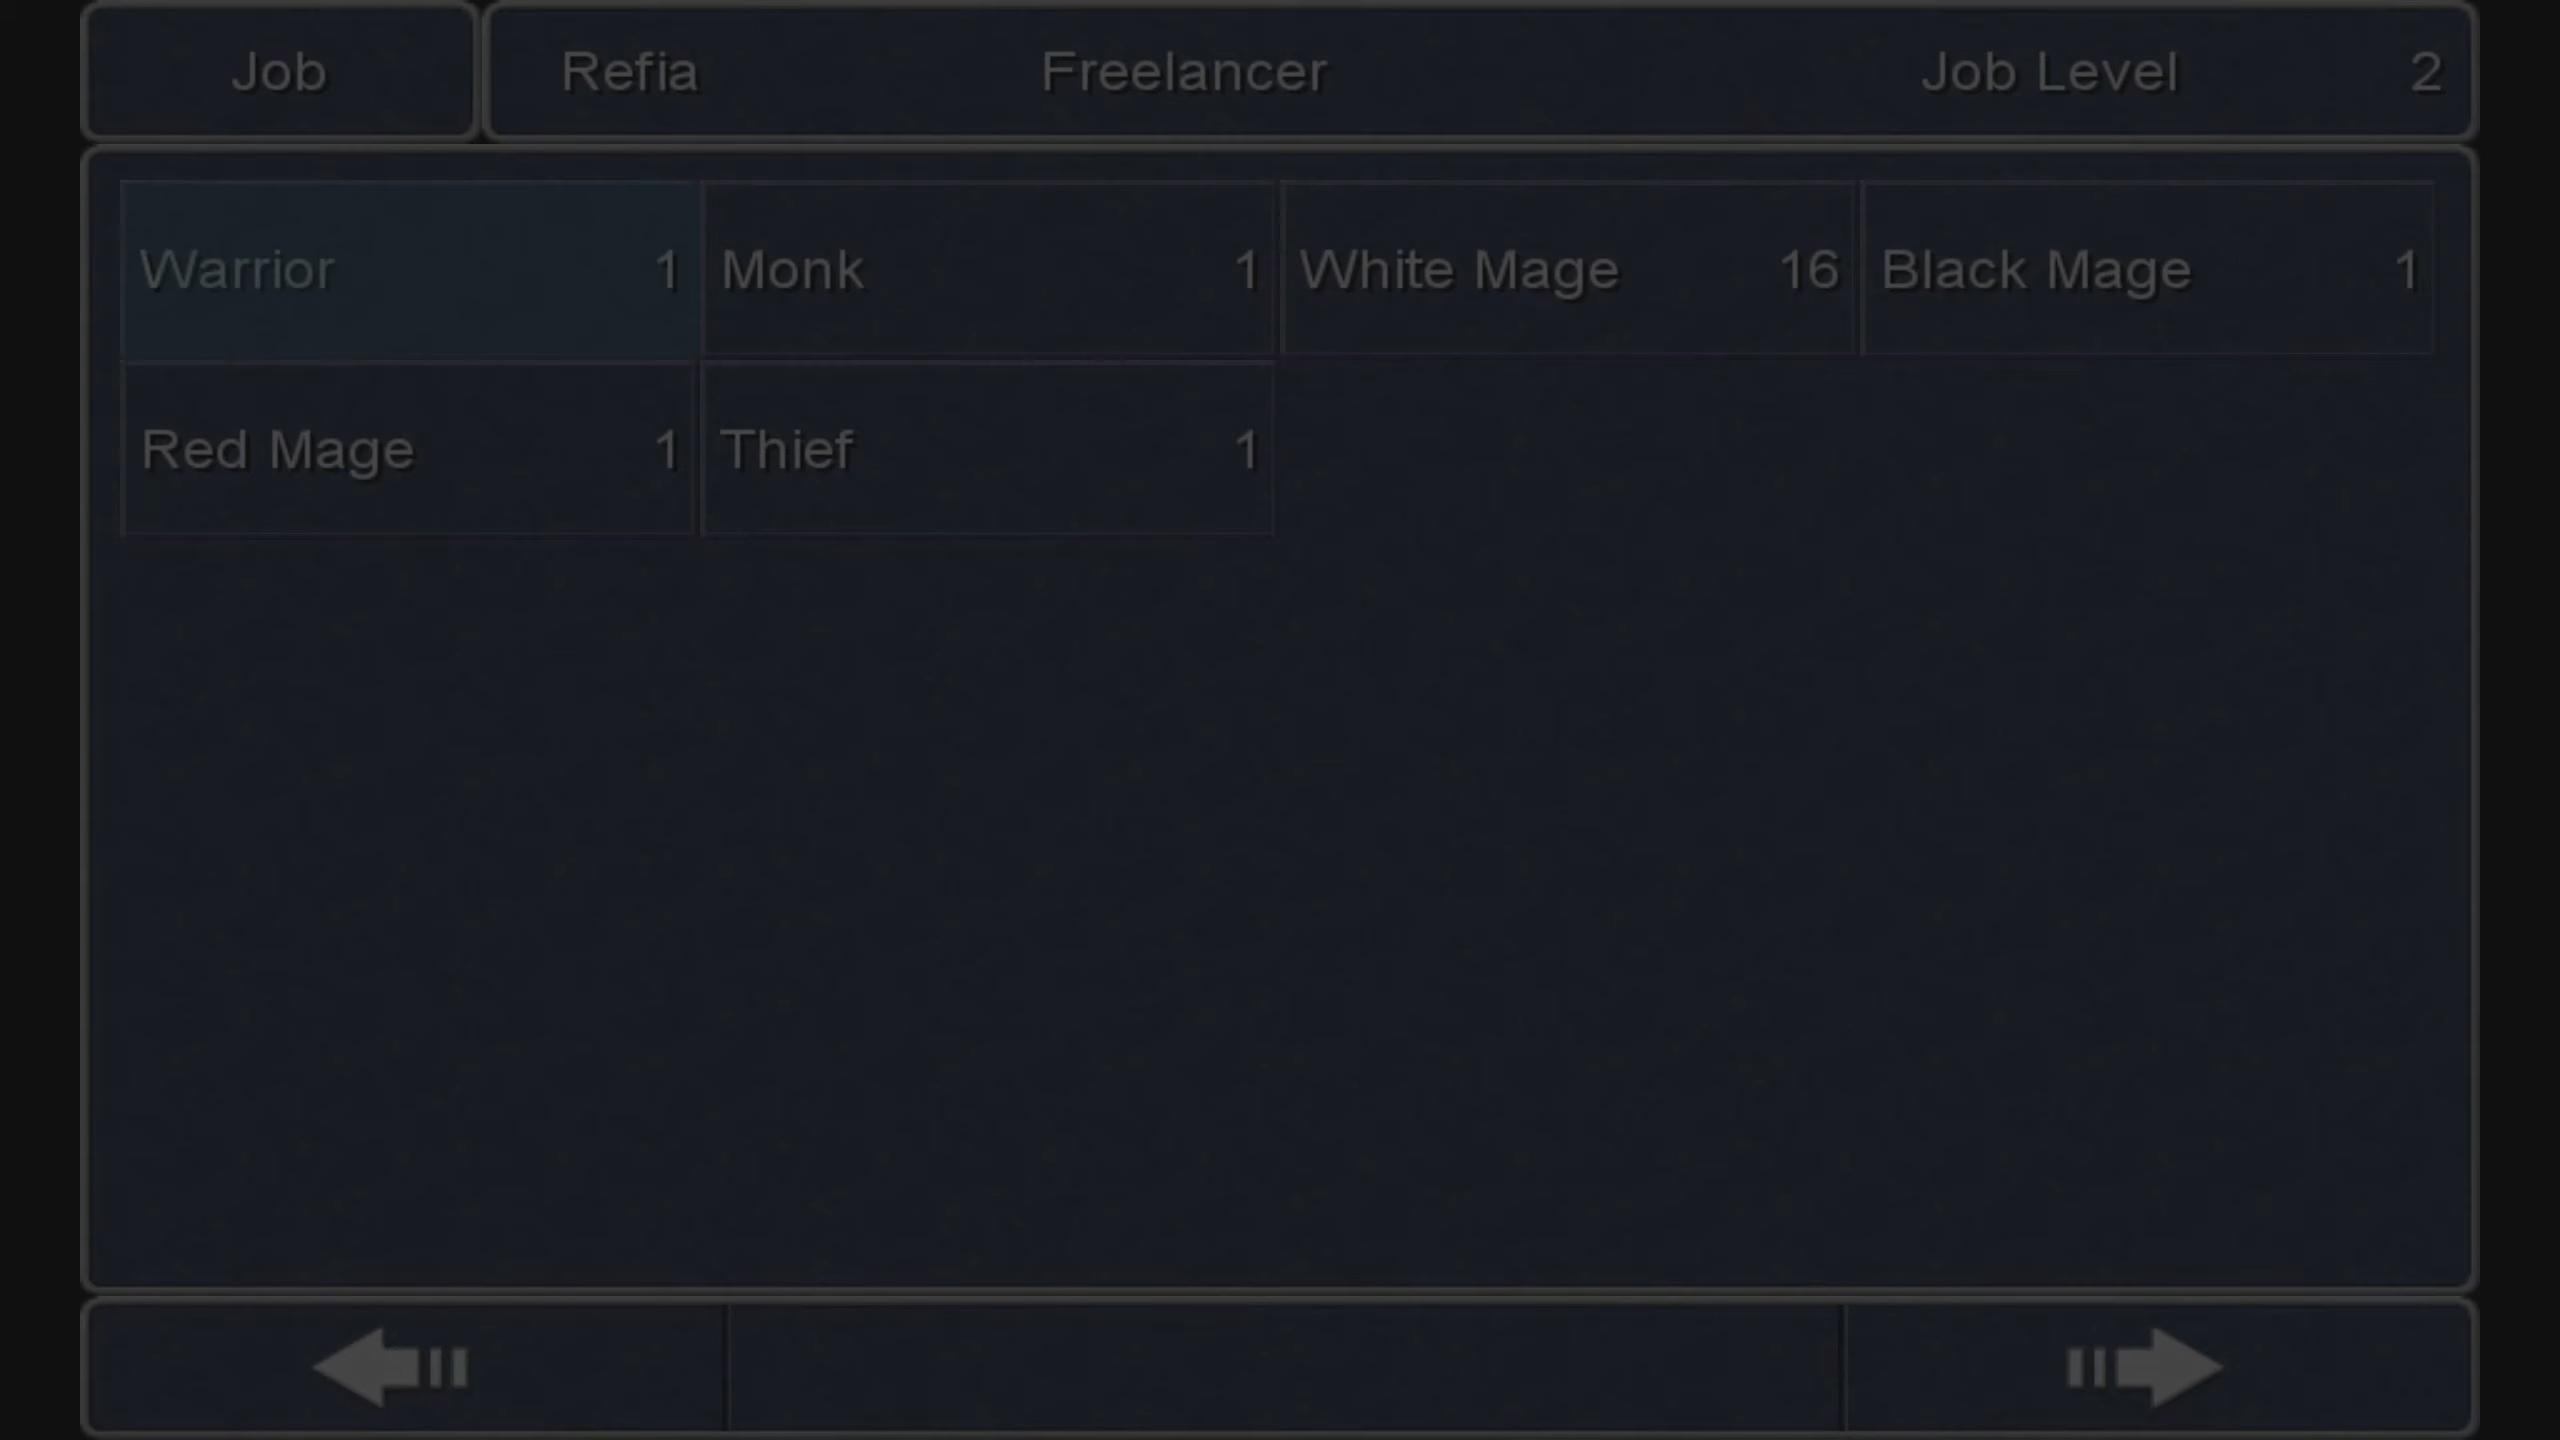 Job Refia Freelancer Job Level 2
Warrior 1 Monk 1 White Mage 16 Black Mage 1
Red Mage 1 Thief 1